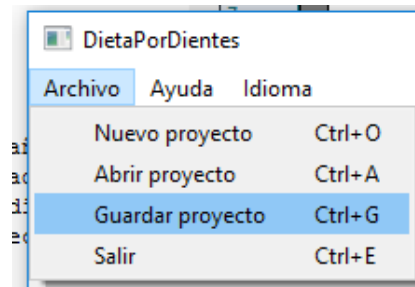 DietaPorDientes
Archivo Ayuda Idioma
Nuevo proyecto Ctrl+O
Abrir proyecto Ctrl+A
Guardar proyecto Ctrl+G
Salir Ctrl+E